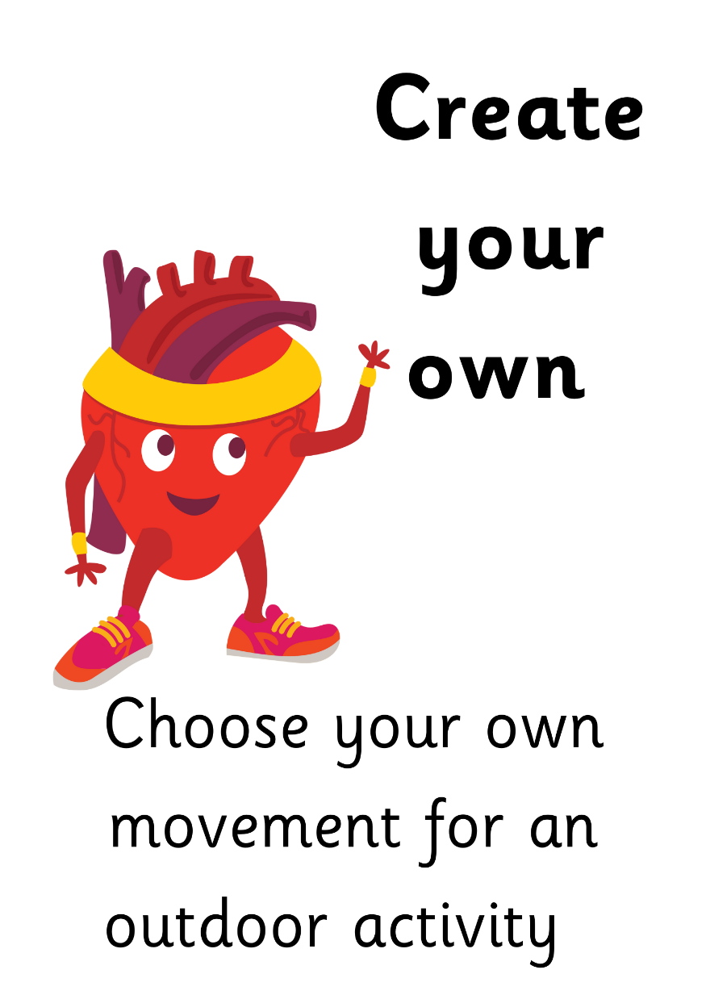 Create
your
own
Choose your own
movement for an
outdoor activity